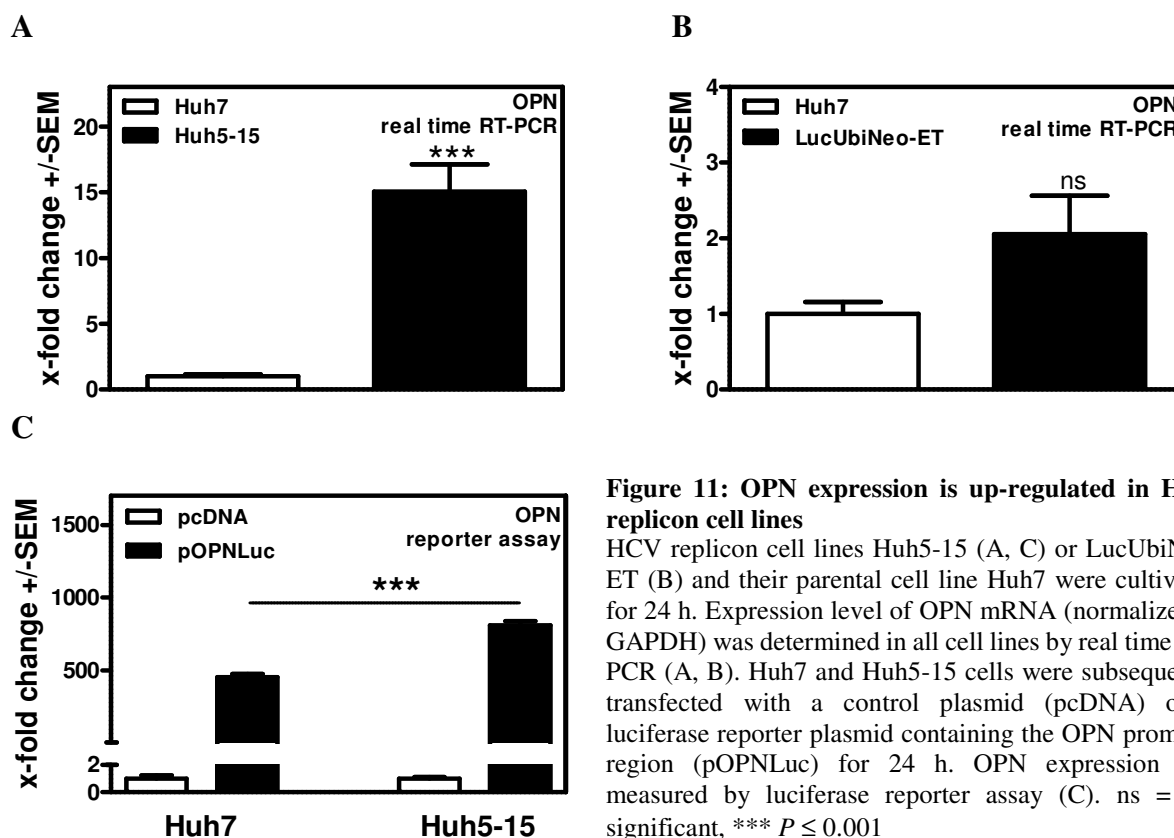 A
x-fold change +/-SEM
20
15
10
5
0
Huh7
Huh5-15
OPN
real time RT-PCR
***
B
x-fold change +/-SEM
4
3
2
1
0
Huh7
LucUbiNeo-ET
OPN
real time RT-PCR
ns
C
x-fold change +/-SEM
1500
1000
500
2
0
pcDNA
pOPNLuc
OPN
reporter assay
***
Huh7
Huh5-15
Figure 11: OPN expression is up-regulated in
replicon cell lines
HCV replicon cell lines Huh5-15 (A, C) or
ET (B) and their parental cell line Huh7 were
for 24 h. Expression level of OPN mRNA
GAPDH) was determined in all cell lines by real time
PCR (A, B). Huh7 and Huh5-15 cells were
transfected with a control plasmid (pcDNA)
luciferase reporter plasmid containing the OPN
region (pOPNLuc) for 24 h. OPN expression
measured by luciferase reporter assay (C). ns =
significant, *** P ≤ 0.001